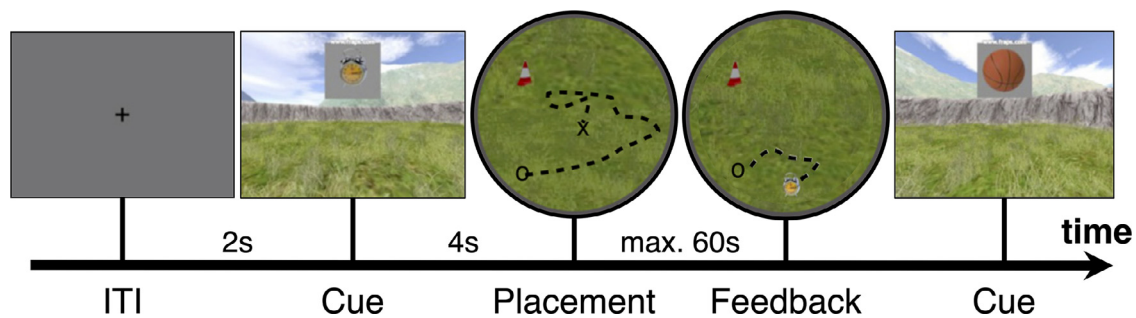 +
X
O
O
2s
4s
max. 60s
time
ITI
Cue
Placement
Feedback
Cue